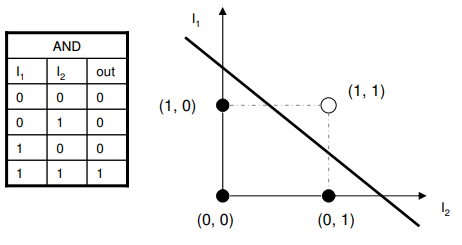 AND
I1 I2 out
0 0 0
0 1 0
1 0 0
1 1 1
I1
(1, 0)
(1, 1)
(0, 0)
(0, 1)
I2